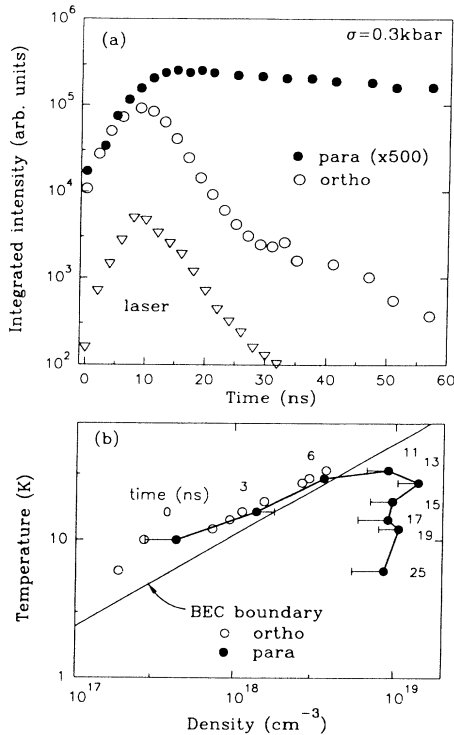 (a)
σ=0.3kbar
Integrated intensity (arb. units)
10^6
10^5
10^4
10^3
10^2
para (x500)
ortho
laser
0 10 20 30 40 50 60
Time (ns)
(b)
Temperature (K)
10
1
time (ns)
0
3
6
11
13
15
17
19
25
BEC boundary
ortho
para
10^17 10^18 10^19
Density (cm^-3)